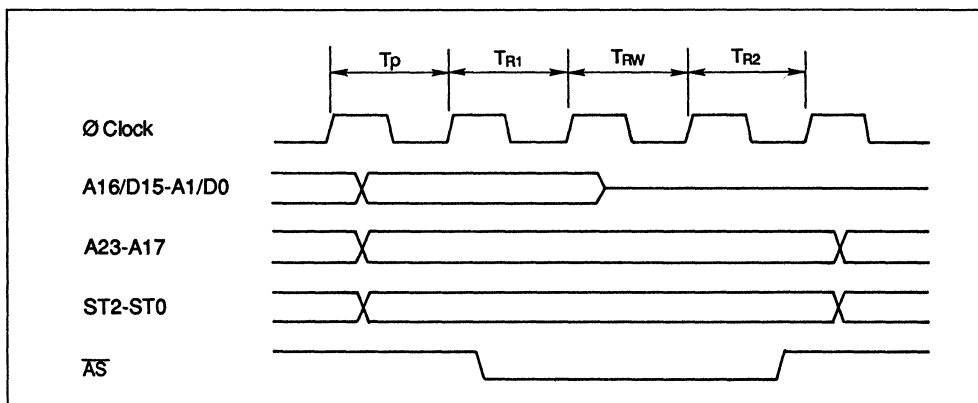 Tp TR1 TRW TR2
Ø Clock
A16/D15-A1/D0
A23-A17
ST2-ST0
AS